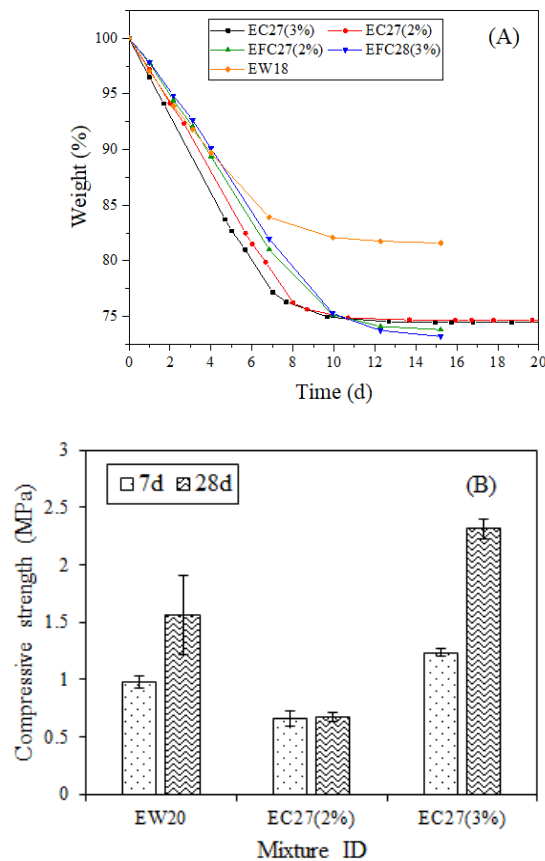 (A)
EC27(3%) EC27(2%)
EFC27(2%) EFC28(3%)
EW18
100
95
90
85
80
75
Weight (%)
0 2 4 6 8 10 12 14 16 18 20
Time (d)
(B)
7d 28d
3
2.5
2
1.5
1
0.5
0
Compressive strength (MPa)
EW20 EC27(2%) EC27(3%)
Mixture ID